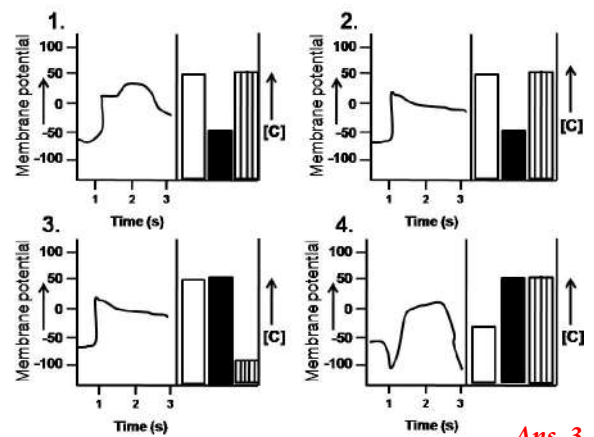 1.
2.
100
50
0
-50
-100
Membrane potential
[C]
100
50
0
-50
-100
Membrane potential
[C]
1 2 3
Time (s)
1 2 3
Time (s)
3.
4.
100
50
0
-50
-100
Membrane potential
[C]
100
50
0
-50
-100
Membrane potential
[C]
1 2 3
Time (s)
1 2 3
Time (s)
Ans. 3